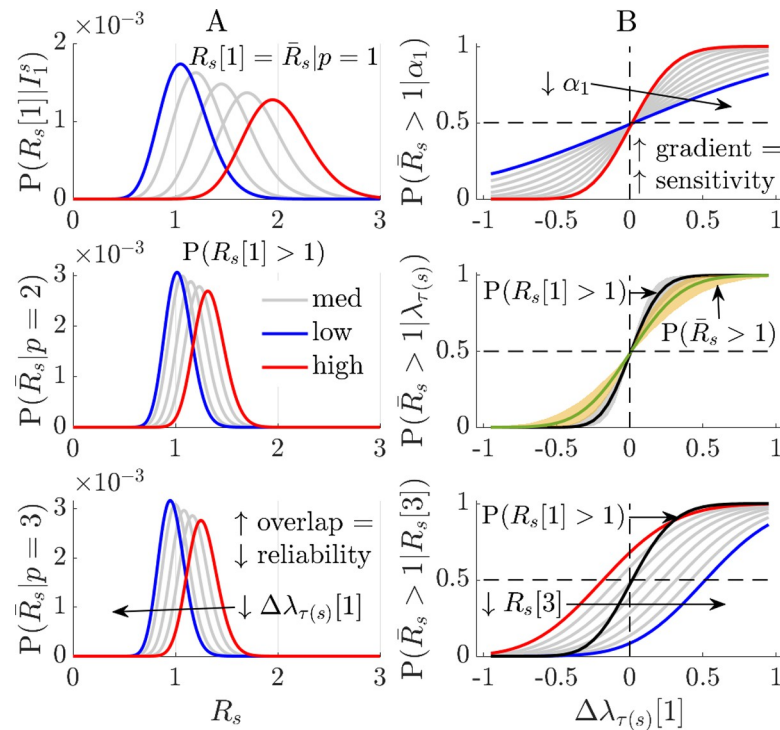 A
×10⁻³
P(R_s[1]|I_1^s)
2
1
0
R_s[1] = R̄_s|p = 1
0
1
2
3
B
P(R̄_s > 1|α_1)
1
0.5
0
↓ α_1
↑ gradient =
↑ sensitivity
-1
-0.5
0
0.5
1
×10⁻³
P(R̄_s|p = 2)
3
2
1
0
P(R_s[1] > 1)
med
low
high
0
1
2
3
P(R̄_s > 1|λ_τ(s))
1
0.5
0
P(R_s[1] > 1)
P(R̄_s > 1)
-1
-0.5
0
0.5
1
×10⁻³
P(R̄_s|p = 3)
3
2
1
0
↑ overlap =
↓ reliability
↓ Δλ_τ(s)[1]
0
1
2
3
R_s
P(R̄_s > 1|R_s[3])
1
0.5
0
P(R_s[1] > 1)
↓ R_s[3]
-1
-0.5
0
0.5
1
Δλ_τ(s)[1]